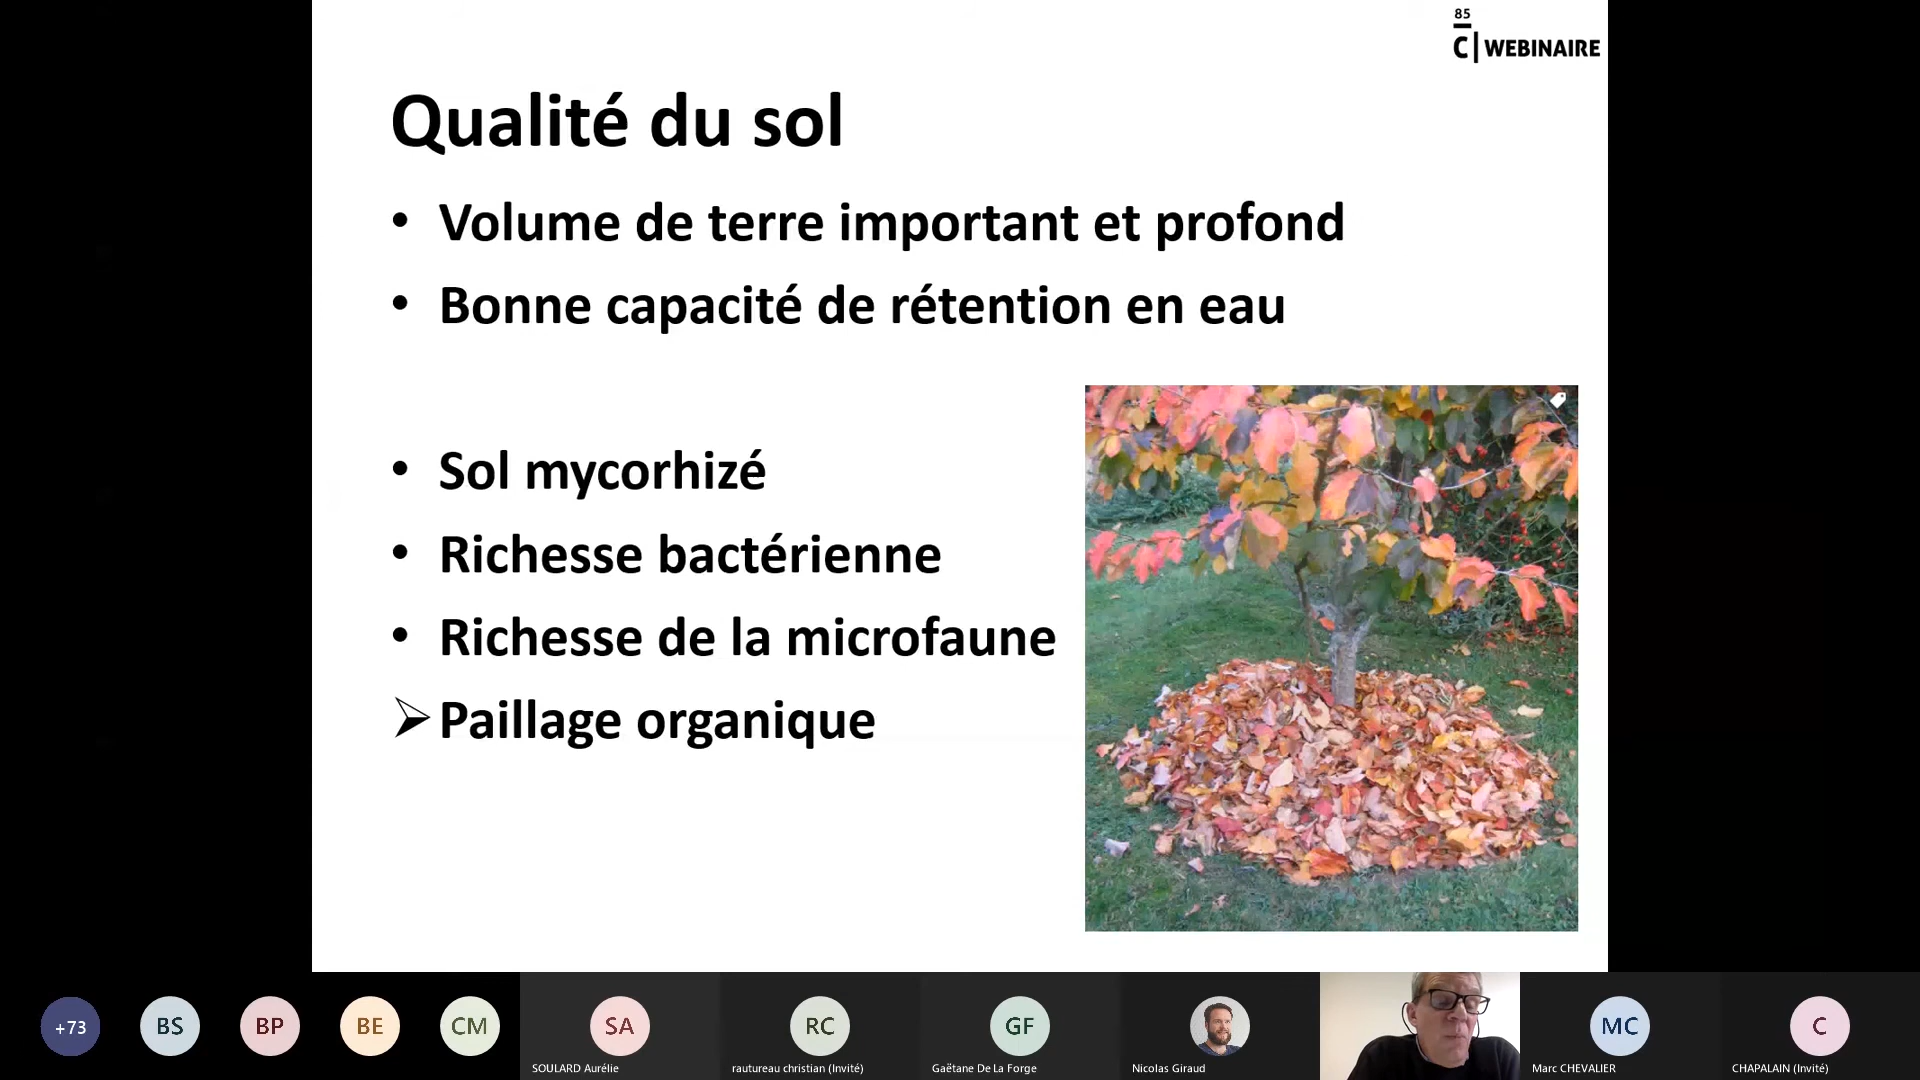 85
C | WEBINAIRE
Qualité du sol
• Volume de terre important et profond
• Bonne capacité de rétention en eau
• Sol mycorhizé
• Richesse bactérienne
• Richesse de la microfaune
➢ Paillage organique
+73
BS
BP
BE
CM
SA
RC
GF
MC
C
SOULARD Aurélie
rautureau christian (Invité)
Gaëtane De La Forge
Nicolas Giraud
Marc CHEVALIER
CHAPALAIN (Invité)